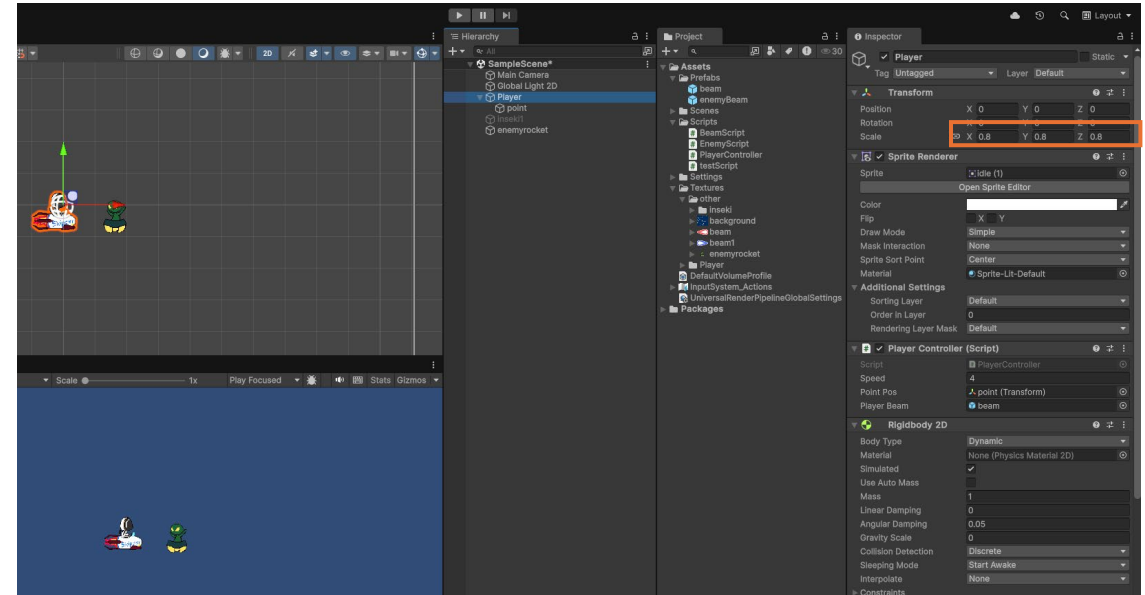 Layout
Hierarchy
Project
Inspector
2D
All
30
SampleScene*
Main Camera
Global Light 2D
Player
point
inseki1
enemyrocket
Assets
Prefabs
beam
enemyBeam
Scenes
Scripts
BeamScript
EnemyScript
PlayerController
testScript
Settings
Textures
other
inseki
background
beam
beam1
enemyrocket
Player
DefaultVolumeProfile
InputSystem_Actions
UniversalRenderPipelineGlobalSettings
Packages
Player Static
Tag Untagged Layer Default
Transform
Position X 0 Y 0 Z 0
Rotation X 0 Y 0 Z 0
Scale X 0.8 Y 0.8 Z 0.8
Sprite Renderer
Sprite idle (1)
Open Sprite Editor
Color
Flip X Y
Draw Mode Simple
Mask Interaction None
Sprite Sort Point Center
Material Sprite-Lit-Default
Additional Settings
Sorting Layer Default
Order in Layer 0
Rendering Layer Mask Default
Player Controller (Script)
Script PlayerController
Speed 4
Point Pos point (Transform)
Player Beam beam
Rigidbody 2D
Body Type Dynamic
Material None (Physics Material 2D)
Simulated
Use Auto Mass
Mass 1
Linear Damping 0
Angular Damping 0.05
Gravity Scale 0
Collision Detection Discrete
Sleeping Mode Start Awake
Interpolate None
Constraints
Scale 1x Play Focused Stats Gizmos